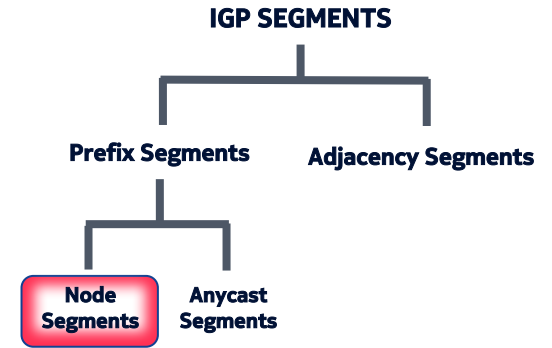 IGP SEGMENTS
Prefix Segments
Adjacency Segments
Node
Segments
Anycast
Segments